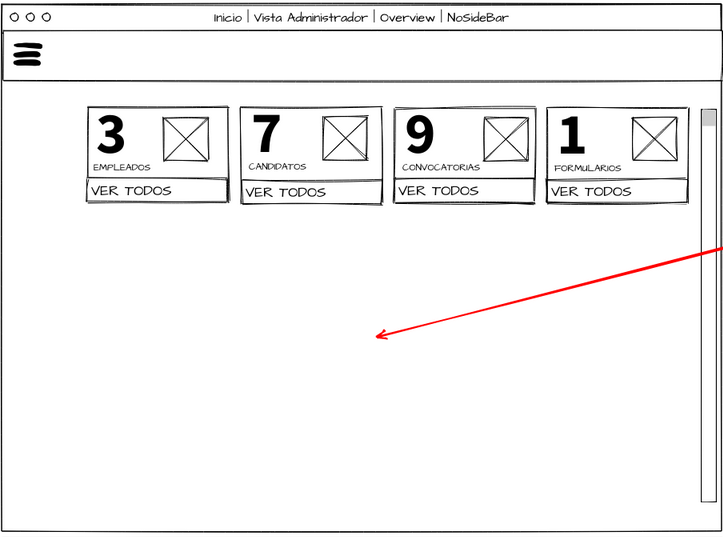 Inicio | Vista Administrador | Overview | NoSideBar
3 7 9 1
EMPLEADOS CANDIDATOS CONVOCATORIAS FORMULARIOS
VER TODOS VER TODOS VER TODOS VER TODOS